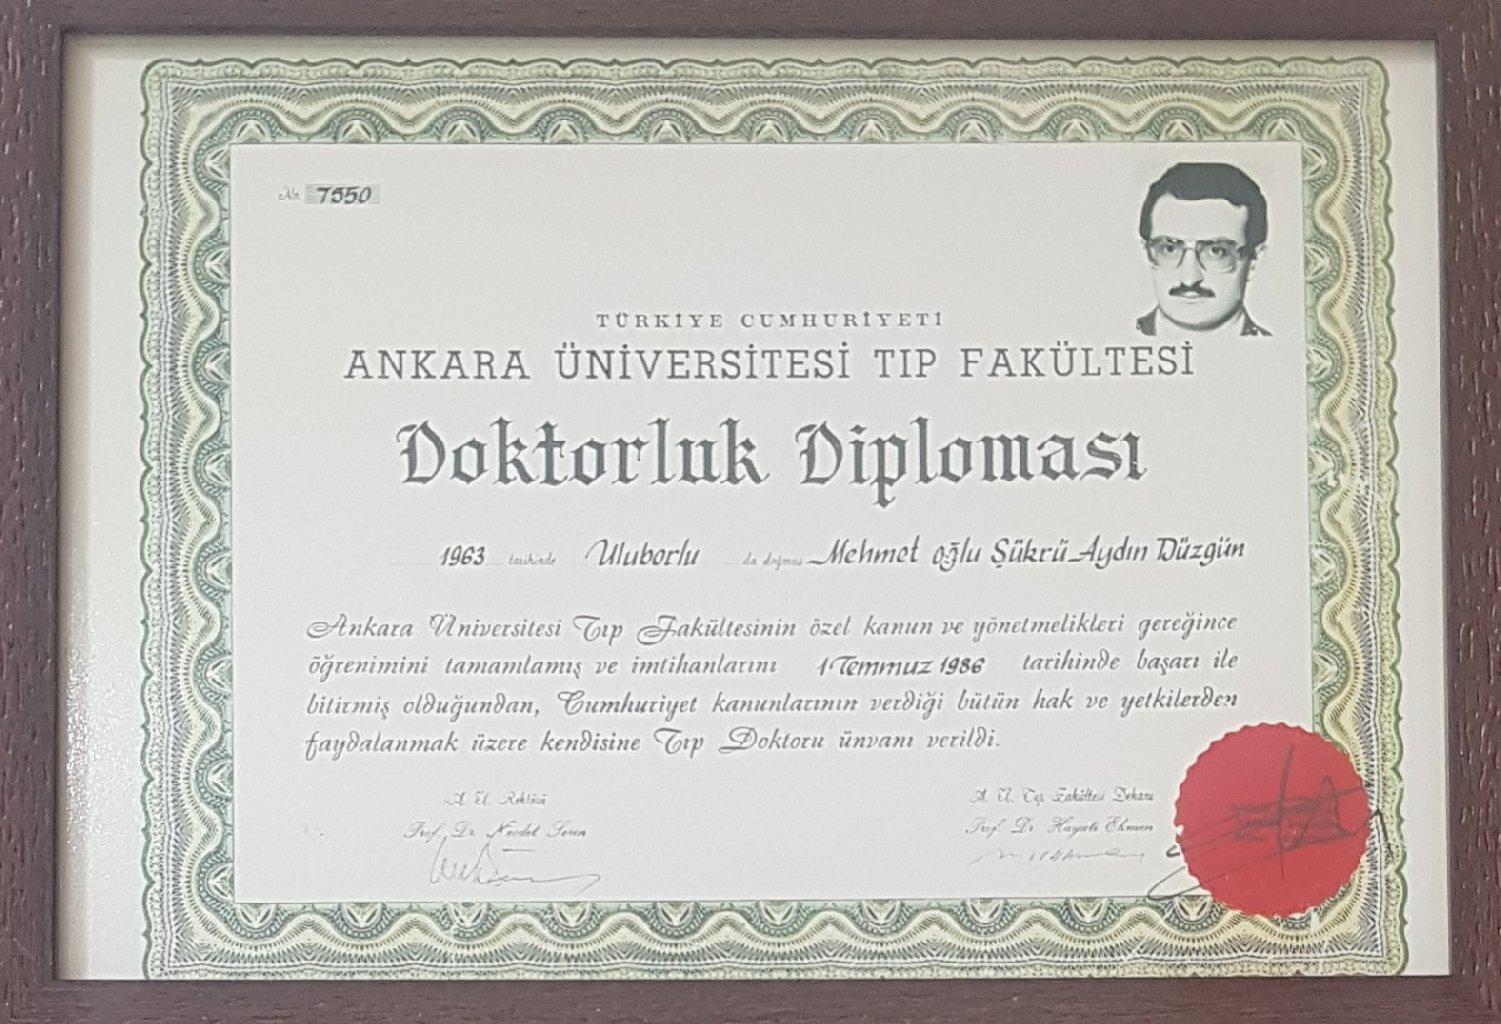 No. 7550
TÜRKİYE CUMHURİYETİ
ANKARA ÜNİVERSİTESİ TIP FAKÜLTESİ
Doktorluk Diploması
1963 tarihinde Uluborlu da doğmuş Mehmet oğlu Şükrü Aydın Düzgün
Ankara Üniversitesi Tıp Fakültesinin özel kanun ve yönetmelikleri gereğince
öğrenimini tamamlamış ve imtihanlarını 1 Temmuz 1986 tarihinde başarı ile
bitirmiş olduğundan, Cumhuriyet kanunlarının verdiği bütün hak ve yetkilerden
faydalanmak üzere kendisine Tıp Doktoru ünvanı verildi.
A. Ü. Rektörü
A. Ü. Tıp Fakültesi Dekanı
Prof. Dr. Necdet Serin
Prof. Dr. Hayati Ekmen